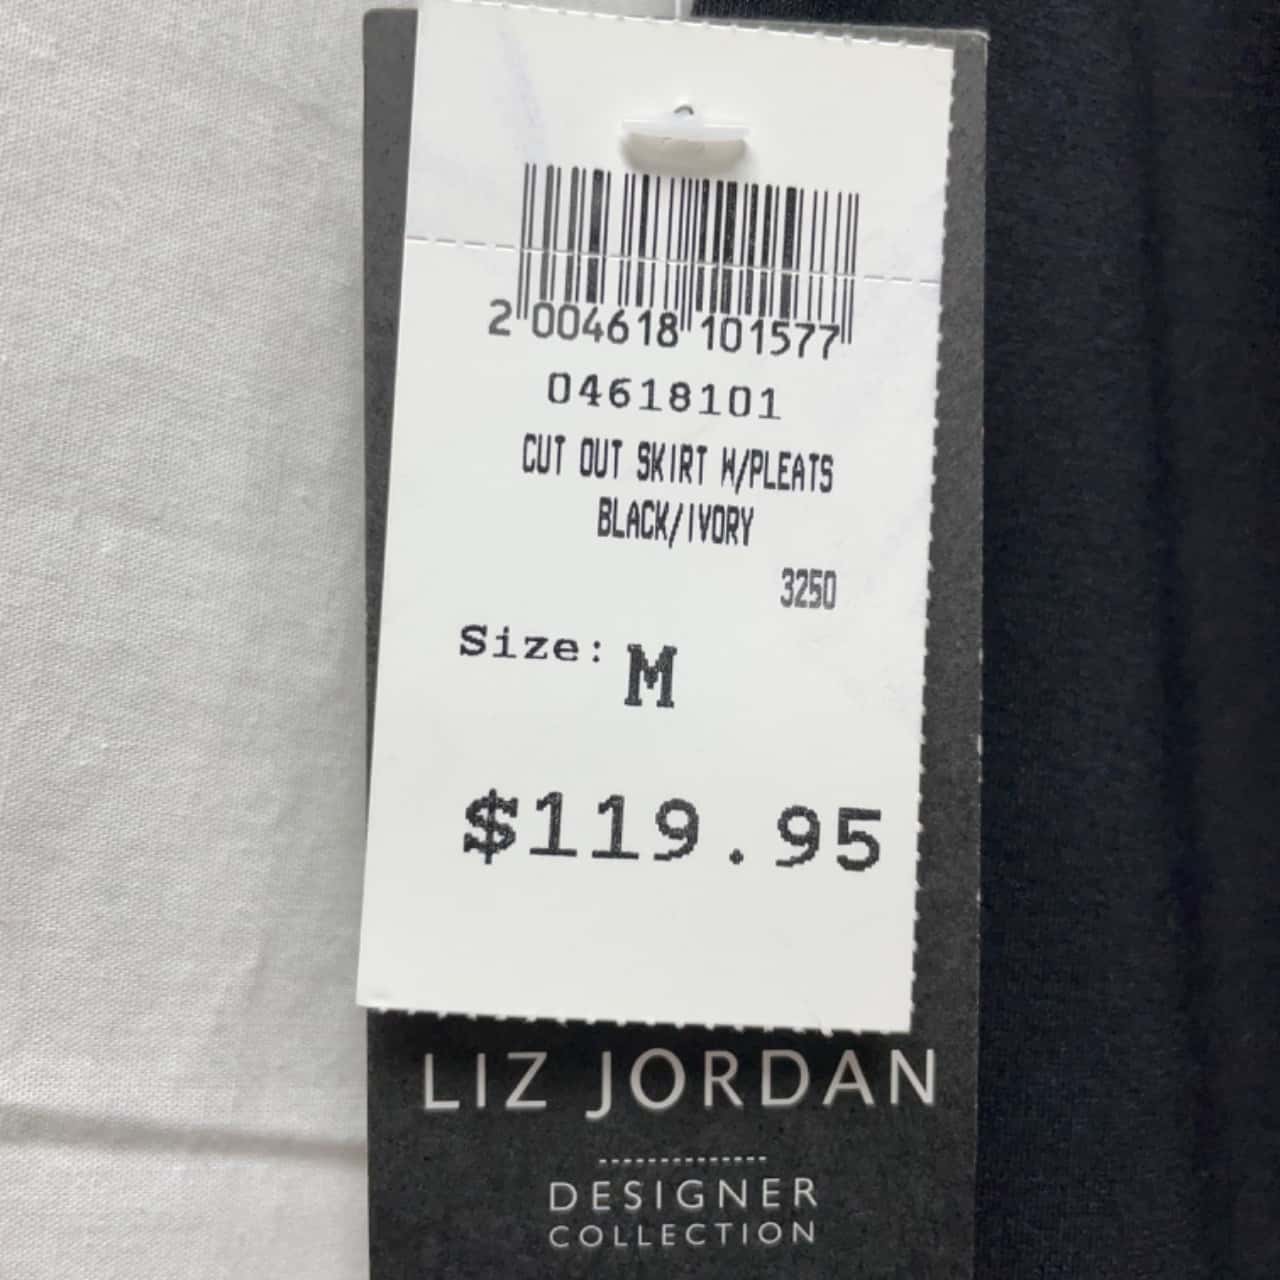 2 004618 101577
04618101
CUT OUT SKIRT W/PLEATS
BLACK/IVORY
3250
Size: M
$119.95
LIZ JORDAN
DESIGNER
COLLECTION